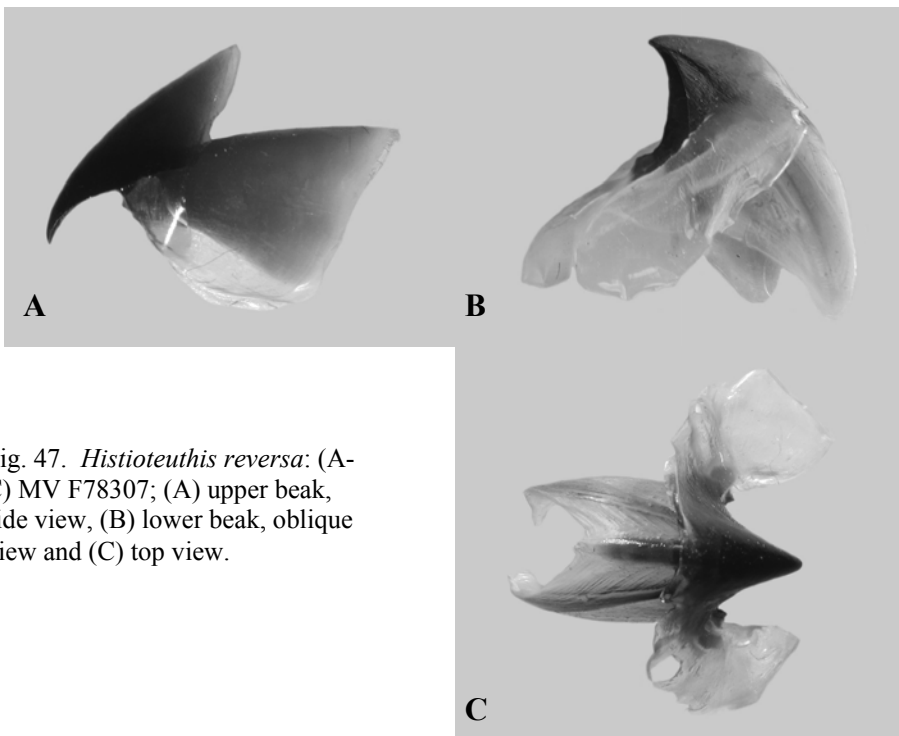 A
B
ig. 47. Histioteuthis reversa: (A-
C) MV F78307; (A) upper beak,
ide view, (B) lower beak, oblique
iew and (C) top view.
C